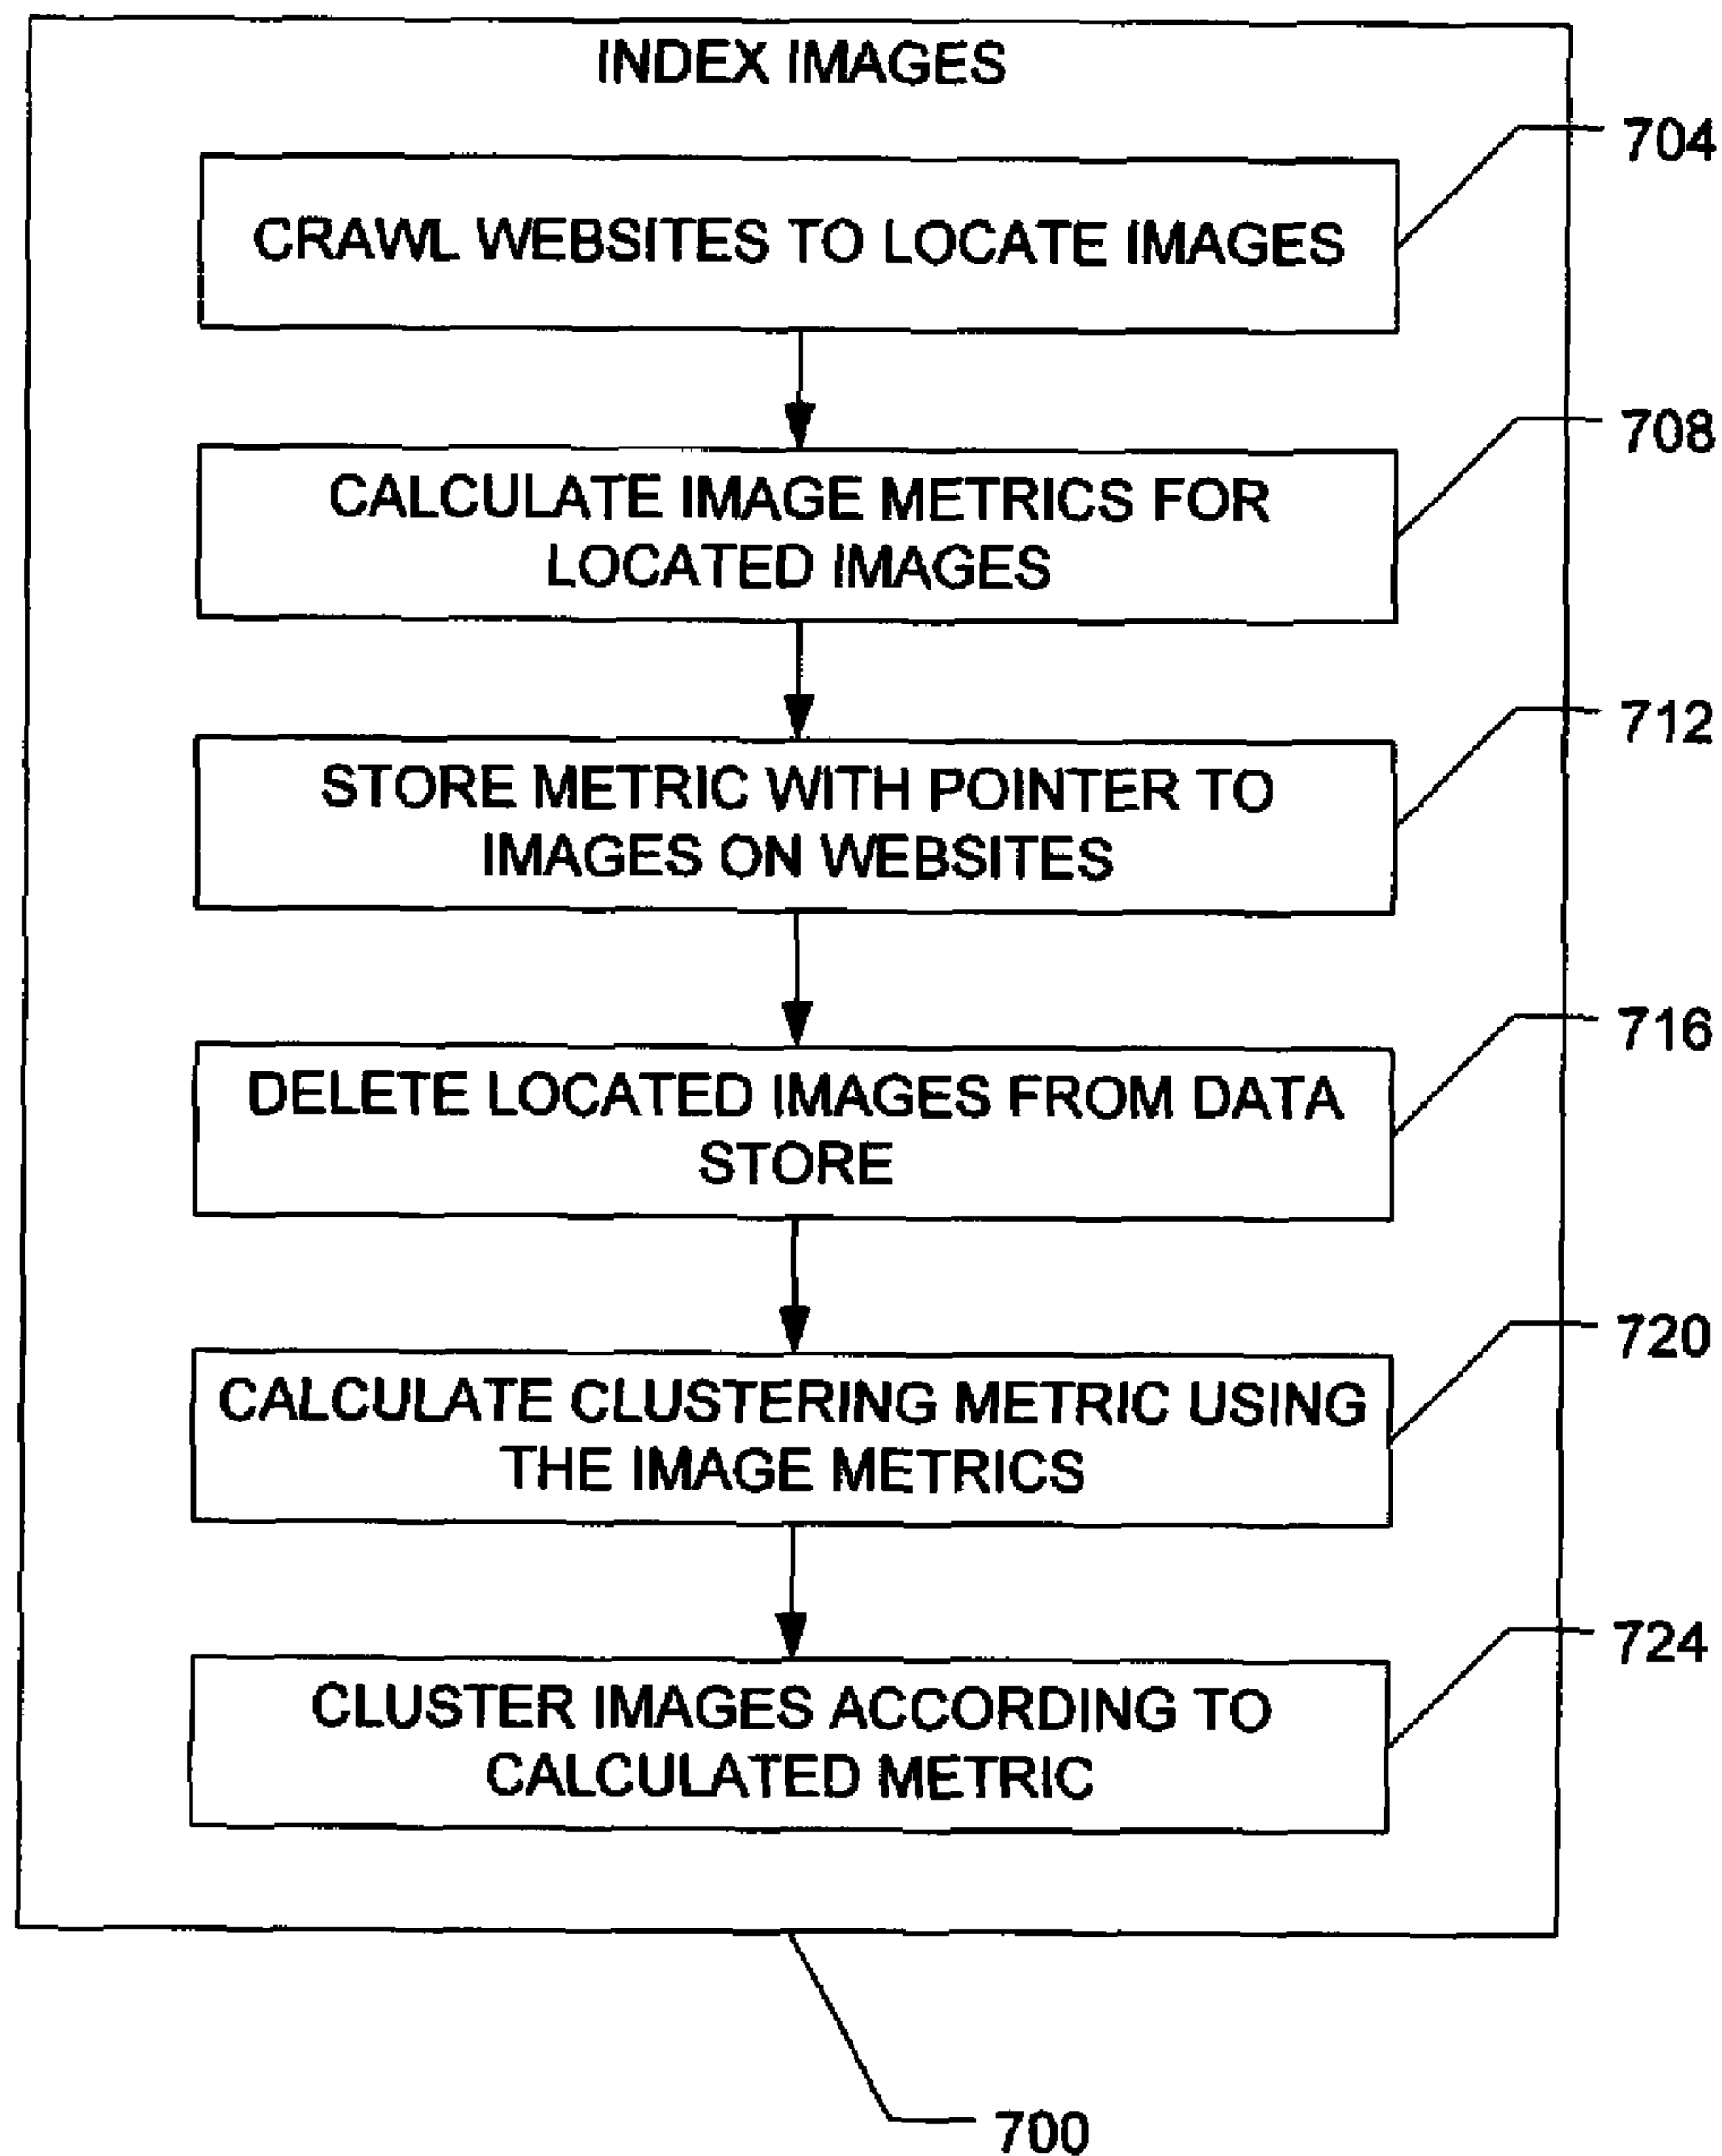 INDEX IMAGES
704
CRAWL WEBSITES TO LOCATE IMAGES
708
CALCULATE IMAGE METRICS FOR
LOCATED IMAGES
712
STORE METRIC WITH POINTER TO
IMAGES ON WEBSITES
716
DELETE LOCATED IMAGES FROM DATA
STORE
720
CALCULATE CLUSTERING METRIC USING
THE IMAGE METRICS
724
CLUSTER IMAGES ACCORDING TO
CALCULATED METRIC
700